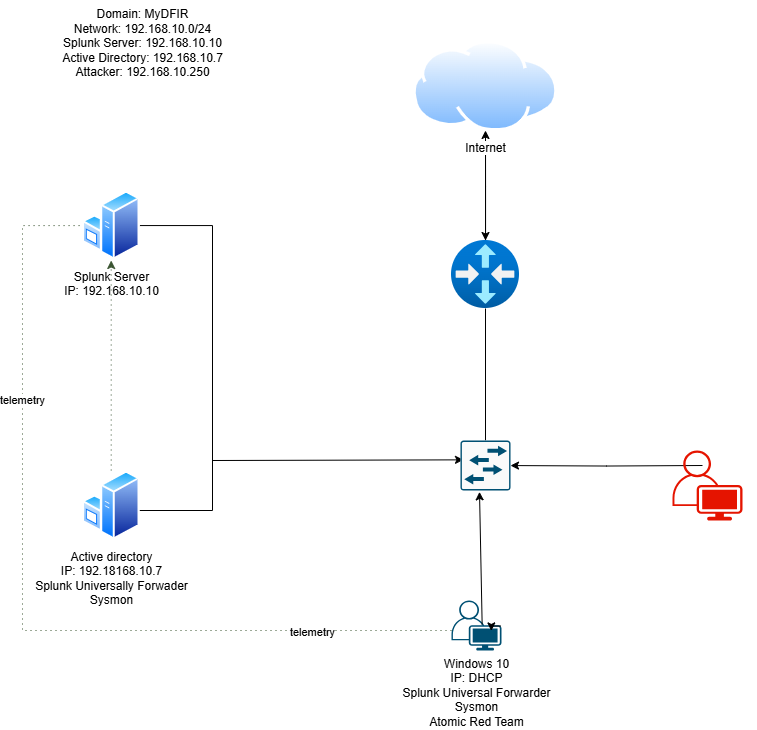 Domain: MyDFIR
Network: 192.168.10.0/24
Splunk Server: 192.168.10.10
Active Directory: 192.168.10.7
Attacker: 192.168.10.250
Internet
Splunk Server
IP: 192.168.10.10
telemetry
Active directory
IP: 192.18168.10.7
Splunk Universally Forwader
Sysmon
telemetry
Windows 10
IP: DHCP
Splunk Universal Forwarder
Sysmon
Atomic Red Team